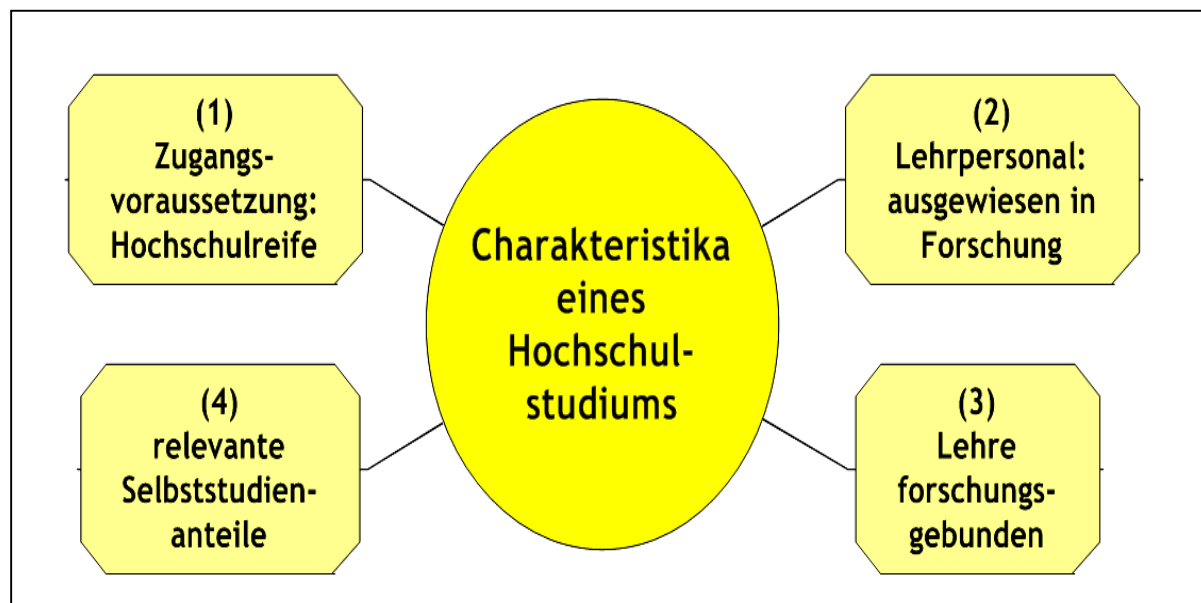 (1)
Zugangs-
voraussetzung:
Hochschulreife
(2)
Lehrpersonal:
ausgewiesen in
Forschung
Charakteristika
eines
Hochschul-
studiums
(3)
Lehre
forschungs-
gebunden
(4)
relevante
Selbststudien-
anteile